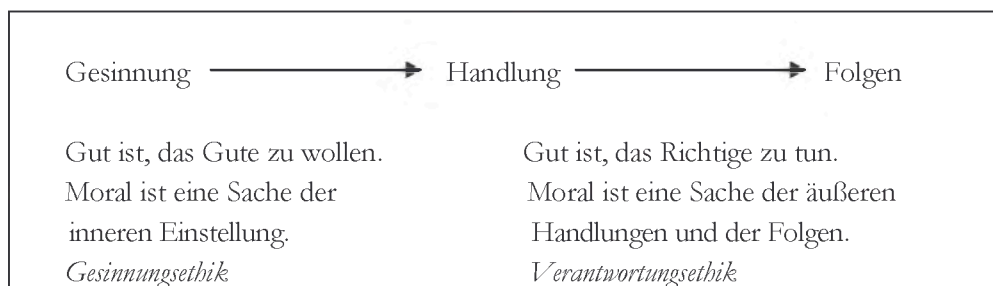 Gesinnung Handlung Folgen
Gut ist, das Gute zu wollen. Gut ist, das Richtige zu tun.
Moral ist eine Sache der Moral ist eine Sache der äußeren
inneren Einstellung. Handlungen und der Folgen.
Gesinnungsethik Verantwortungsethik